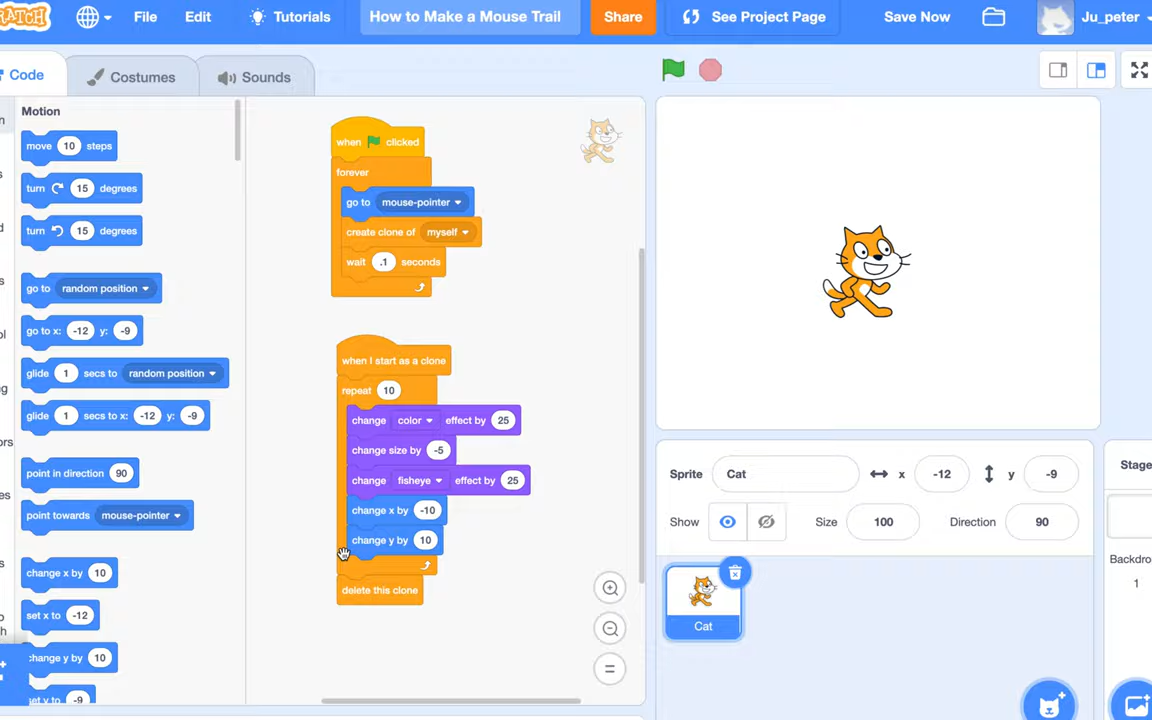 File Edit Tutorials How to Make a Mouse Trail Share See Project Page Save Now Ju_peter
Code Costumes Sounds
Motion
move 10 steps
turn 15 degrees
turn 15 degrees
go to random position
go to x: -12 y: -9
glide 1 secs to random position
glide 1 secs to x: -12 y: -9
point in direction 90
point towards mouse-pointer
change x by 10
set x to -12
change y by 10
set y to -9
when clicked
forever
go to mouse-pointer
create clone of myself
wait .1 seconds
when I start as a clone
repeat 10
change color effect by 25
change size by -5
change fisheye effect by 25
change x by -10
change y by 10
delete this clone
Sprite Cat x -12 y -9
Show Size 100 Direction 90
Cat
Stage
1